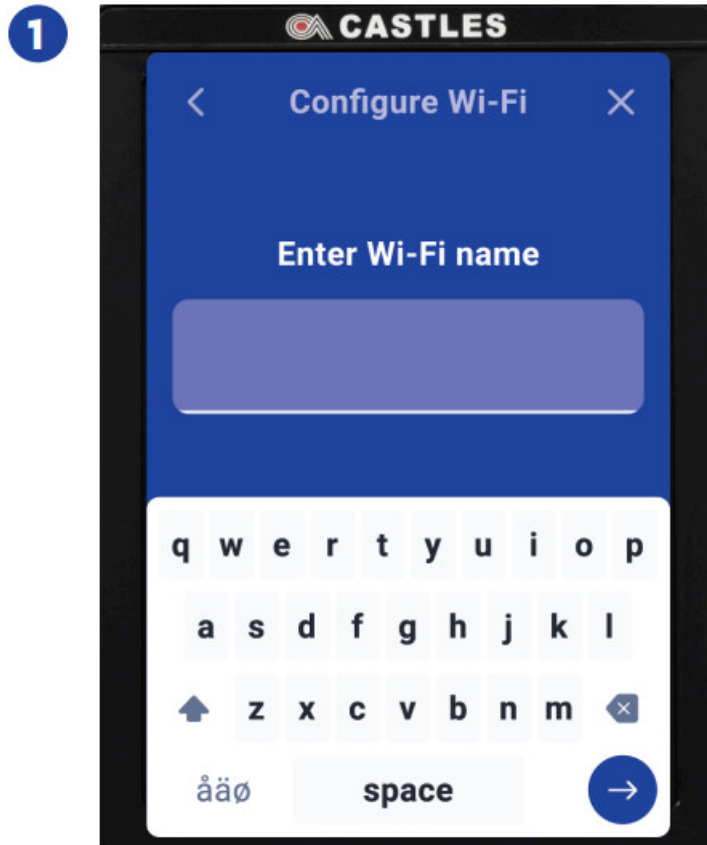 1
CASTLES
Configure Wi-Fi
Enter Wi-Fi name
q w e r t y u i o p
a s d f g h j k l
z x c v b n m
åäø space